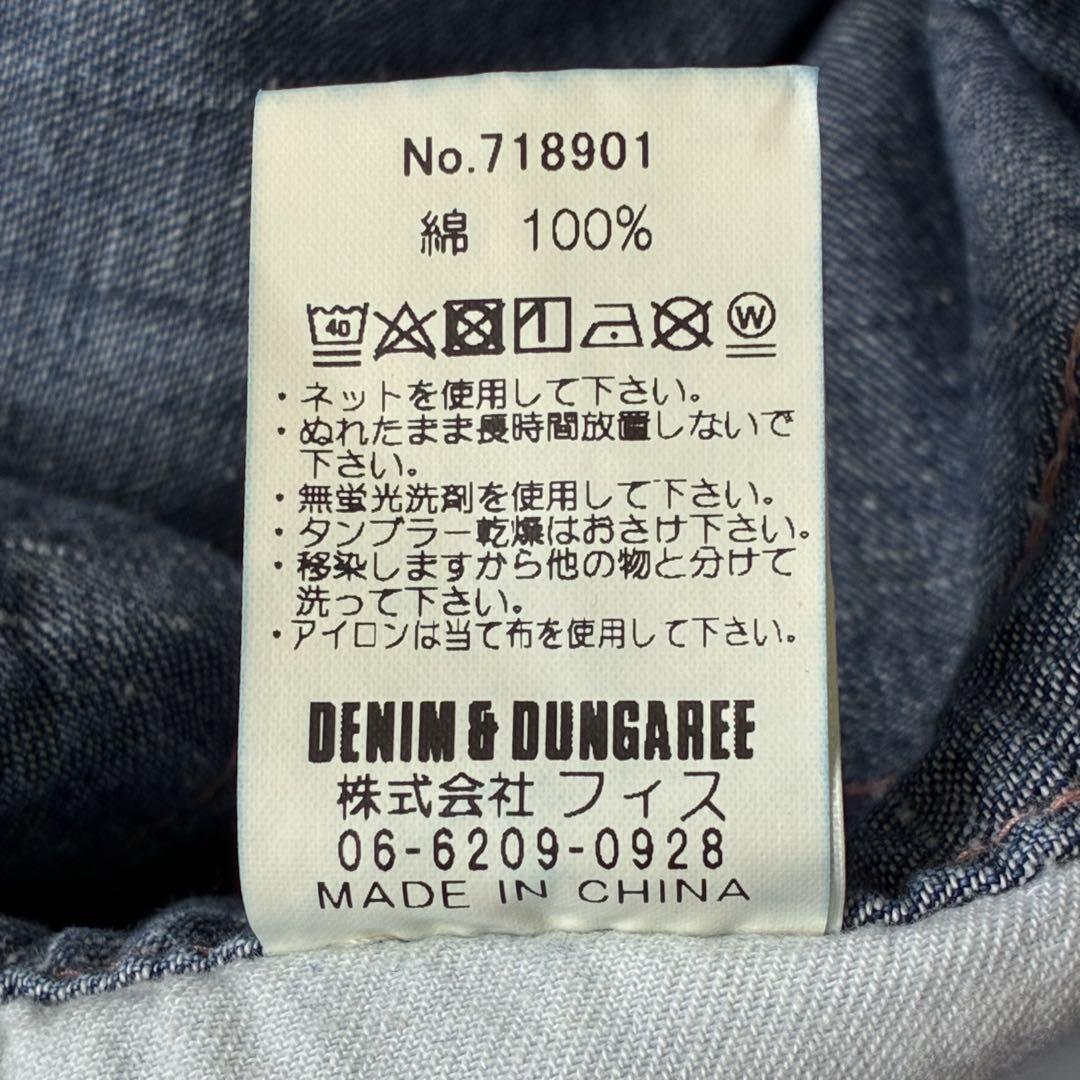 No.718901
綿 100%
40 W
・ネットを使用して下さい。
・ぬれたまま長時間放置しないで
下さい。
・無蛍光洗剤を使用して下さい。
・タンブラー乾燥はおさけ下さい。
・移染しますから他の物と分けて
洗って下さい。
・アイロンは当て布を使用して下さい。
DENIM & DUNGAREE
株式会社 フィス
06-6209-0928
MADE IN CHINA